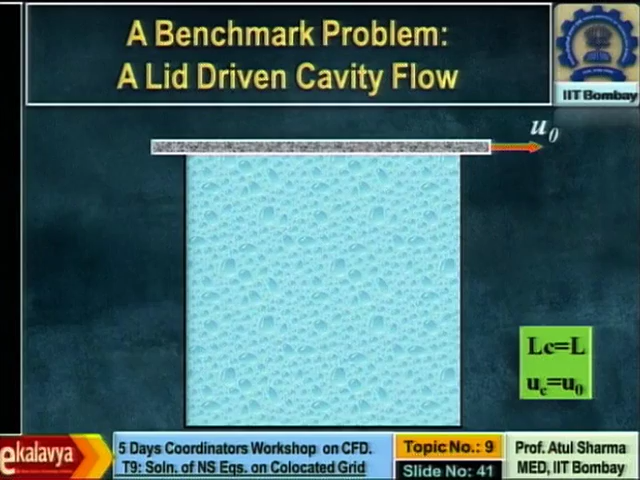 A Benchmark Problem:
A Lid Driven Cavity Flow
IIT Bombay
u0
Lc=L
uc=u0
ekalavya
5 Days Coordinators Workshop on CFD.
T9: Soln. of NS Eqs. on Colocated Grid
Topic No.: 9
Slide No: 41
Prof. Atul Sharma
MED, IIT Bombay